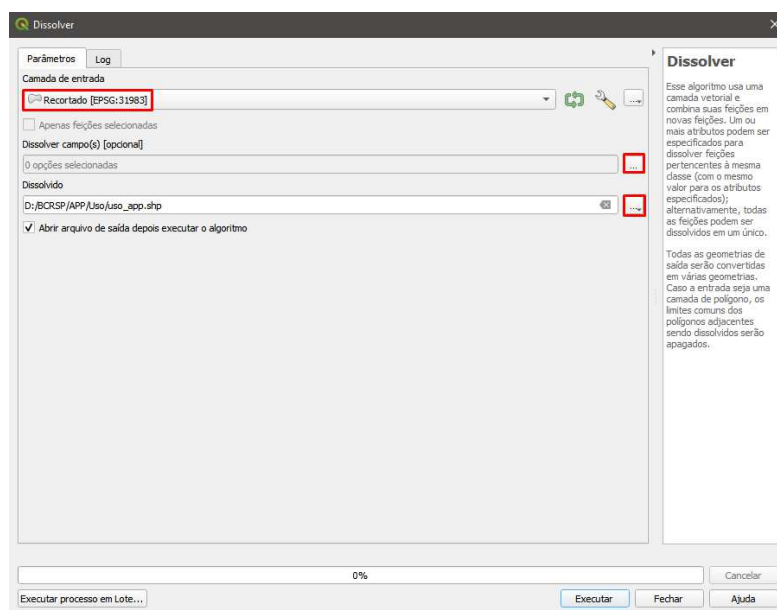 Dissolver
Parâmetros
Log
Camada de entrada
Recortado [EPSG:31983]
...
Apenas feições selecionadas
Dissolver campo(s) [opcional]
0 opções selecionadas
...
Dissolvido
D:/BCRSP/APP/Uso/uso_app.shp
...
Abrir arquivo de saída depois executar o algoritmo
Dissolver
Esse algoritmo usa uma
camada vetorial e
combina suas feições em
novas feições. Um ou
mais atributos podem ser
especificados para
dissolver feições
pertencentes à mesma
classe (com o mesmo
valor para os atributos
especificados);
alternativamente, todas
as feições podem ser
dissolvidos em um único.
Todas as geometrias de
saída serão convertidas
em várias geometrias.
Caso a entrada seja uma
camada de polígono, os
limites comuns dos
polígonos adjacentes
sendo dissolvidos serão
apagados.
0%
Cancelar
Executar processo em Lote...
Executar
Fechar
Ajuda